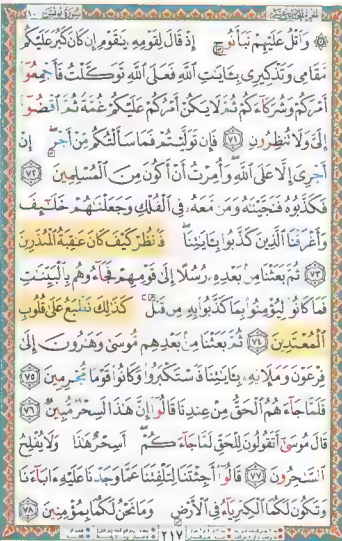 سُورَةُ يُونُسَ ١٠
۞ وَٱتۡلُ عَلَيۡهِمۡ نَبَأَ نُوحٍ إِذۡ قَالَ لِقَوۡمِهِۦ يَٰقَوۡمِ إِن كَانَ كَبُرَ عَلَيۡكُم
مَّقَامِي وَتَذۡكِيرِي بِـَٔايَٰتِ ٱللَّهِ فَعَلَى ٱللَّهِ تَوَكَّلۡتُ فَأَجۡمِعُوٓاْ
أَمۡرَكُمۡ وَشُرَكَآءَكُمۡ ثُمَّ لَا يَكُنۡ أَمۡرُكُمۡ عَلَيۡكُمۡ غُمَّةٗ ثُمَّ ٱقۡضُوٓاْ
إِلَيَّ وَلَا تُنظِرُونِ ٧١ فَإِن تَوَلَّيۡتُمۡ فَمَا سَأَلۡتُكُم مِّنۡ أَجۡرٍۖ إِنۡ
أَجۡرِيَ إِلَّا عَلَى ٱللَّهِۖ وَأُمِرۡتُ أَنۡ أَكُونَ مِنَ ٱلۡمُسۡلِمِينَ ٧٢
فَكَذَّبُوهُ فَنَجَّيۡنَٰهُ وَمَن مَّعَهُۥ فِي ٱلۡفُلۡكِ وَجَعَلۡنَٰهُمۡ خَلَٰٓئِفَ
وَأَغۡرَقۡنَا ٱلَّذِينَ كَذَّبُواْ بِـَٔايَٰتِنَاۖ فَٱنظُرۡ كَيۡفَ كَانَ عَٰقِبَةُ ٱلۡمُنذَرِينَ
٧٣ ثُمَّ بَعَثۡنَا مِنۢ بَعۡدِهِۦ رُسُلًا إِلَىٰ قَوۡمِهِمۡ فَجَآءُوهُم بِٱلۡبَيِّنَٰتِ
فَمَا كَانُواْ لِيُؤۡمِنُواْ بِمَا كَذَّبُواْ بِهِۦ مِن قَبۡلُۚ كَذَٰلِكَ نَطۡبَعُ عَلَىٰ قُلُوبِ
ٱلۡمُعۡتَدِينَ ٧٤ ثُمَّ بَعَثۡنَا مِنۢ بَعۡدِهِم مُّوسَىٰ وَهَٰرُونَ إِلَىٰ
فِرۡعَوۡنَ وَمَلَإِيْهِۦ بِـَٔايَٰتِنَا فَٱسۡتَكۡبَرُواْ وَكَانُواْ قَوۡمٗا مُّجۡرِمِينَ ٧٥
فَلَمَّا جَآءَهُمُ ٱلۡحَقُّ مِنۡ عِندِنَا قَالُوٓاْ إِنَّ هَٰذَا لَسِحۡرٞ مُّبِينٞ ٧٦
قَالَ مُوسَىٰٓ أَتَقُولُونَ لِلۡحَقِّ لَمَّا جَآءَكُمۡۖ أَسِحۡرٌ هَٰذَا وَلَا يُفۡلِحُ
ٱلسَّٰحِرُونَ ٧٧ قَالُوٓاْ أَجِئۡتَنَا لِتَلۡفِتَنَا عَمَّا وَجَدۡنَا عَلَيۡهِ ءَابَآءَنَا
وَتَكُونَ لَكُمَا ٱلۡكِبۡرِيَآءُ فِي ٱلۡأَرۡضِ وَمَا نَحۡنُ لَكُمَا بِمُؤۡمِنِينَ ٧٨
٢١٧